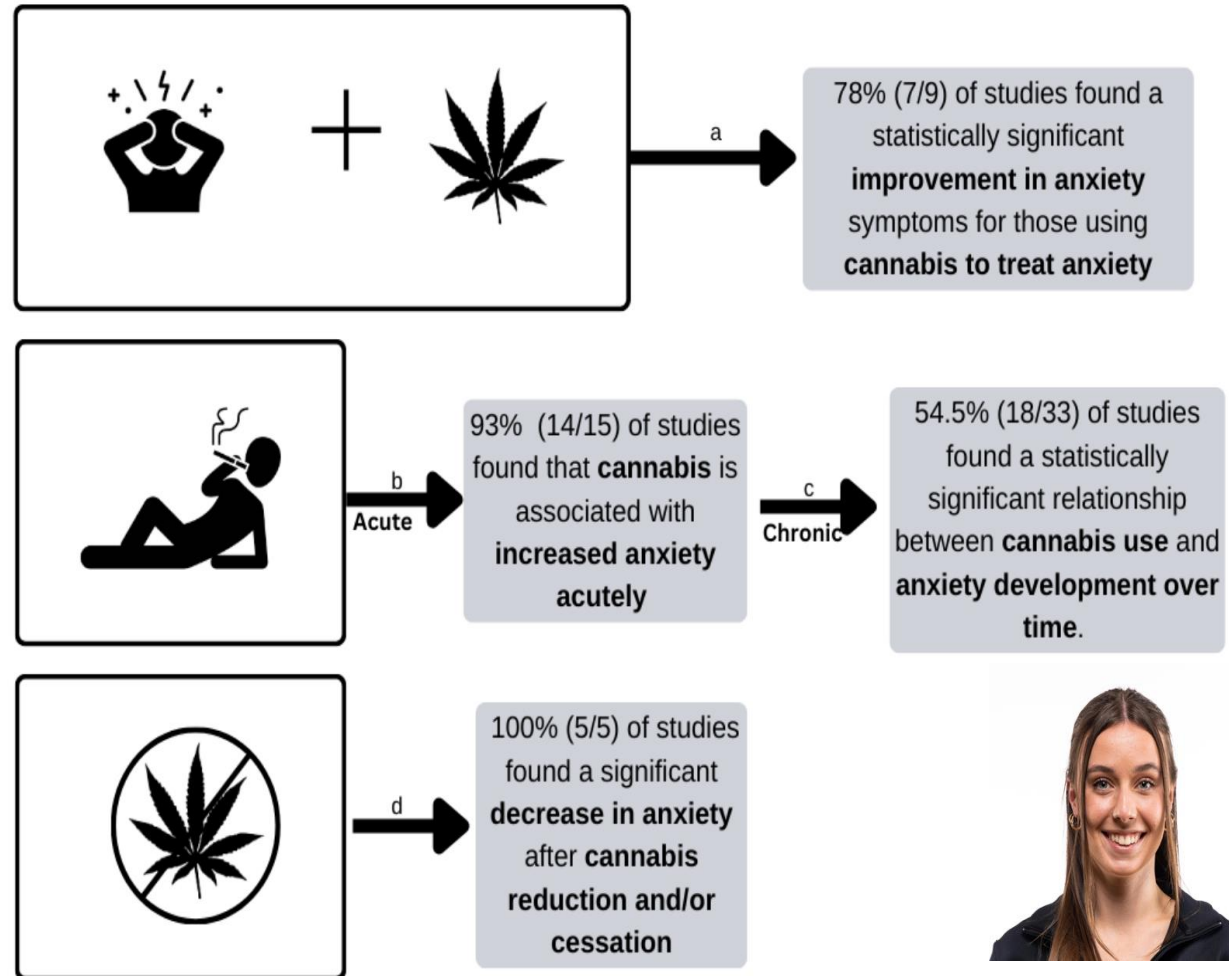 a
78% (7/9) of studies found a
statistically significant
improvement in anxiety
symptoms for those using
cannabis to treat anxiety
b
Acute
93% (14/15) of studies
found that cannabis is
associated with
increased anxiety
acutely
c
Chronic
54.5% (18/33) of studies
found a statistically
significant relationship
between cannabis use and
anxiety development over
time.
d
100% (5/5) of studies
found a significant
decrease in anxiety
after cannabis
reduction and/or
cessation